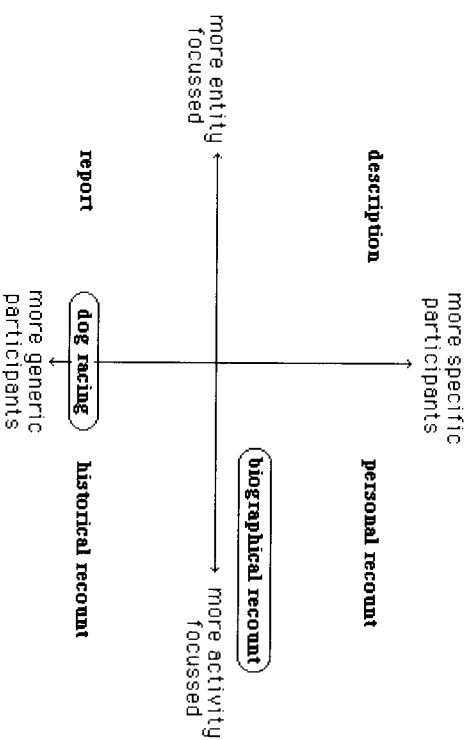 more specific
participants
description
personal recount
biographical recount
more entity
focussed
more activity
focussed
report
dog racing
historical recount
more generic
participants